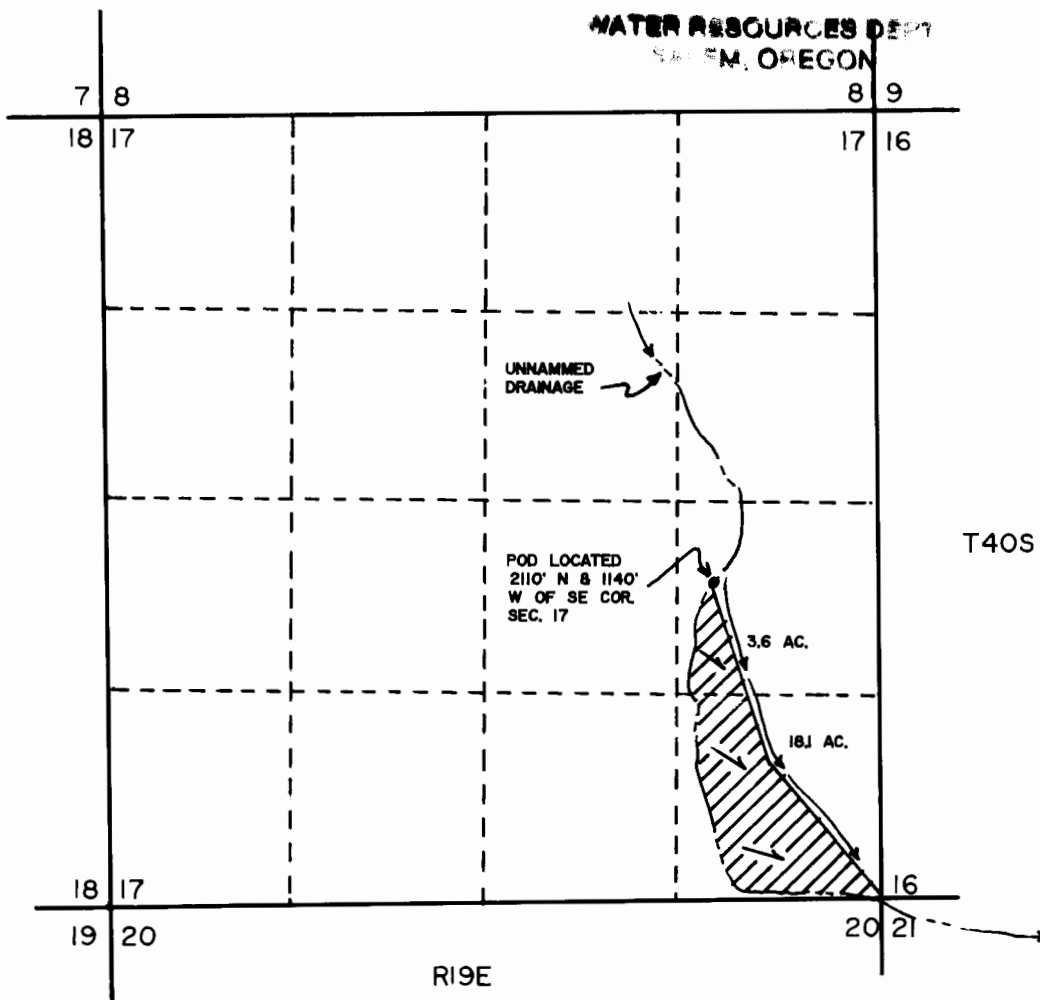 WATER RESOURCES DEPT
SALEM, OREGON
7 8
8 9
18 17
17 16
UNNAMMED
DRAINAGE
T40S
POD LOCATED
2110' N & 1140'
W OF SE COR.
SEC. 17
3.6 AC.
18.1 AC.
18 17
16
19 20
20 21
R19E